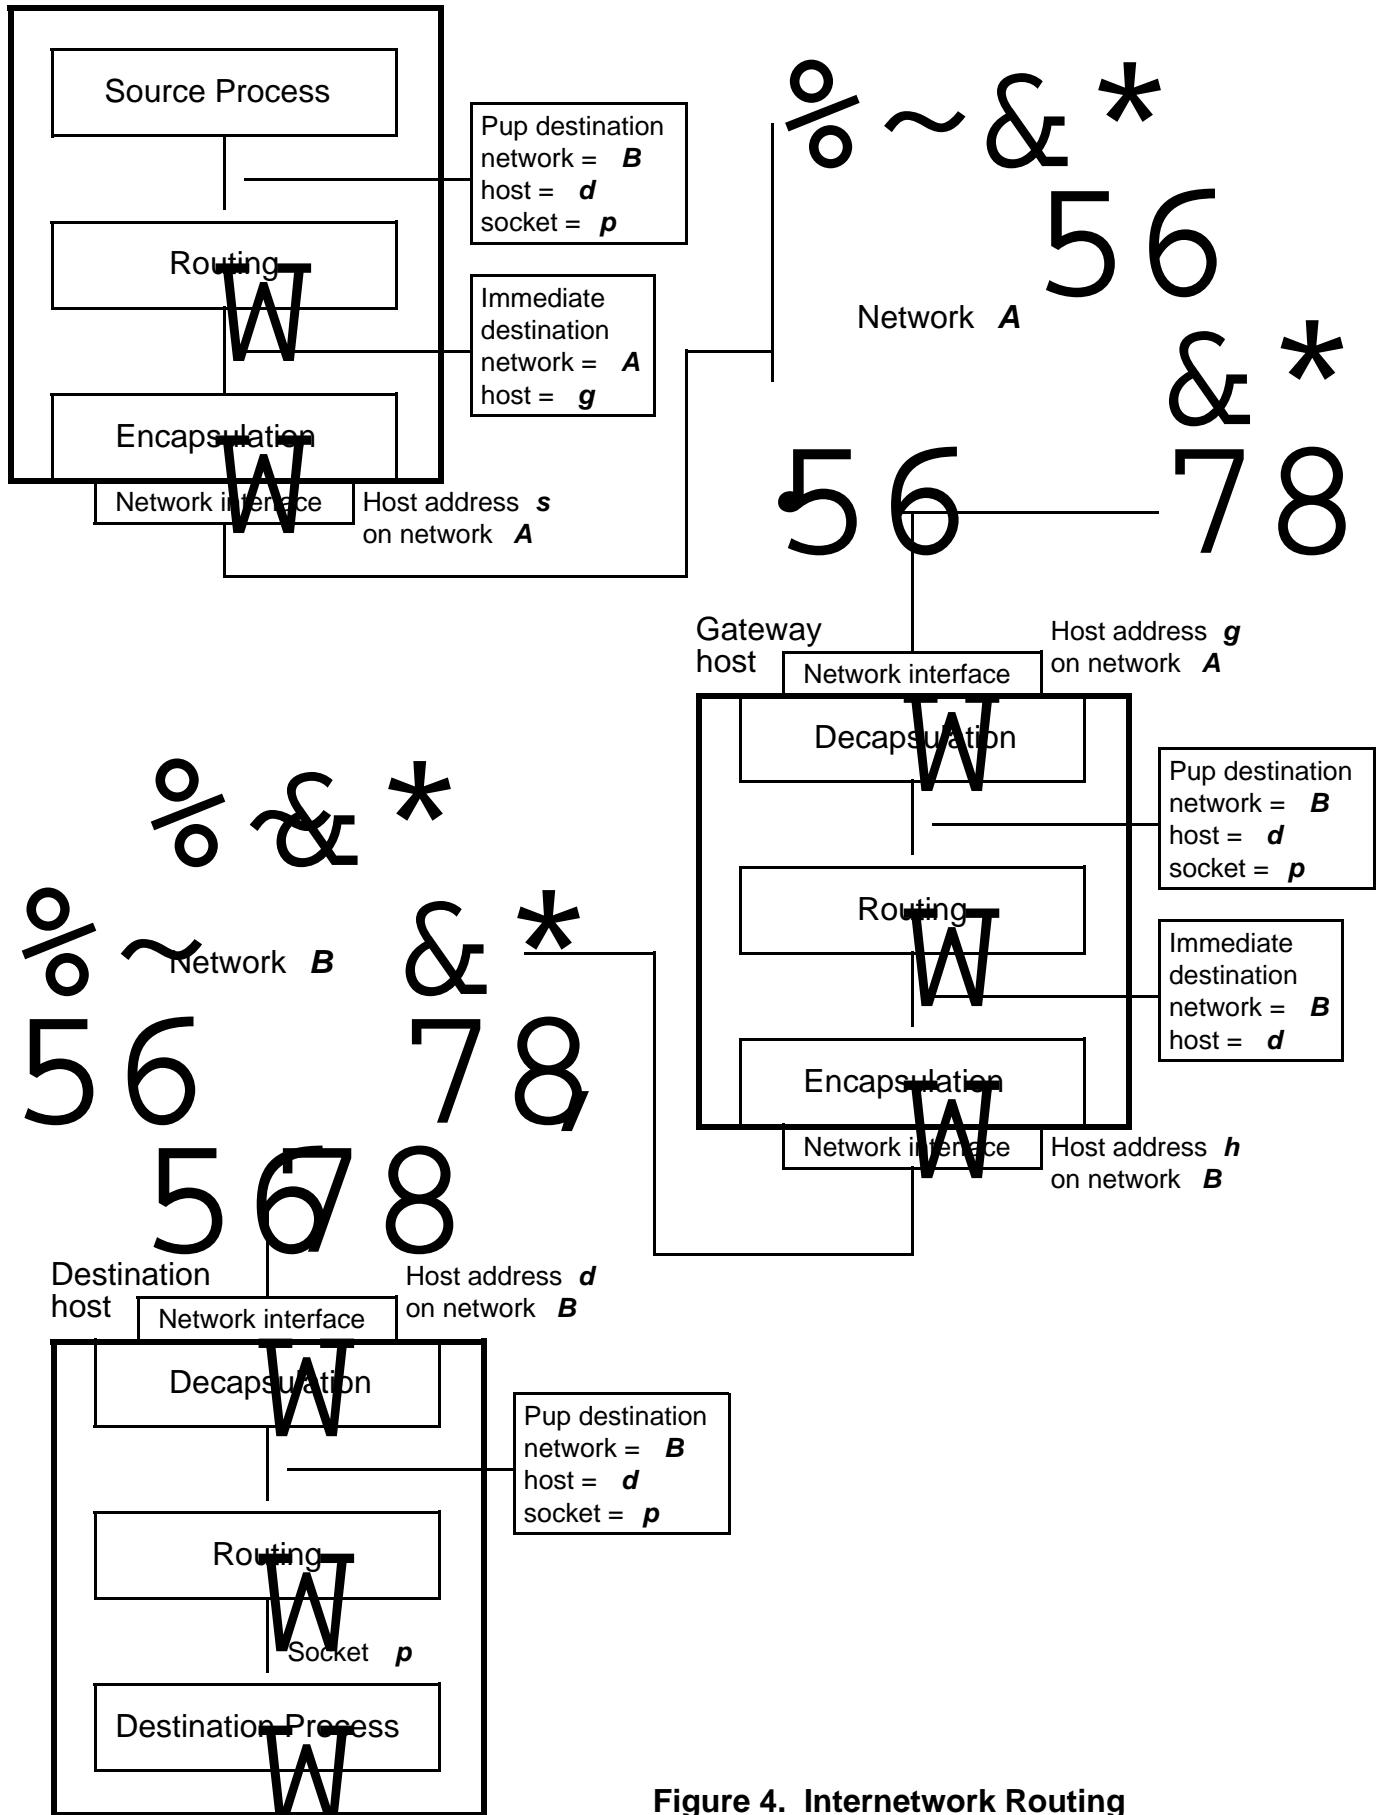 Source Process
Pup destination
network = B
host = d
socket = p
Routing
W
Immediate
destination
network = A
host = g
Encapsulation
W
Network interface
Host address s
on network A
%~&*
56
Network A
&*
56 78
Gateway
host
Network interface
Host address g
on network A
Decapsulation
W
Pup destination
network = B
host = d
socket = p
Routing
W
Immediate
destination
network = B
host = d
Encapsulation
W
Network interface
Host address h
on network B
%~&*
%~ &*
Network B
56 78,
5678
Destination
host
Network interface
Host address d
on network B
Decapsulation
W
Pup destination
network = B
host = d
socket = p
Routing
W
Socket p
Destination Process
W
Figure 4. Internetwork Routing